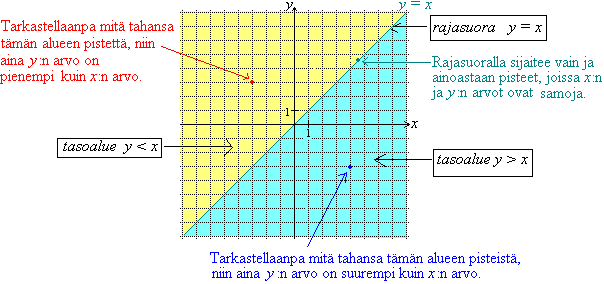 Tarkastellaanpa mitä tahansa
tämän alueen pistettä, niin
aina y:n arvo on
pienempi kuin x:n arvo.
y
y = x
rajasuora y = x
Rajasuoralla sijaitee vain ja
ainoastaan pisteet, joissa x:n
ja y:n arvot ovat samoja.
1
1
x
tasoalue y < x
tasoalue y > x
Tarkastellaanpa mitä tahansa tämän alueen pisteistä,
niin aina y:n arvo on suurempi kuin x:n arvo.